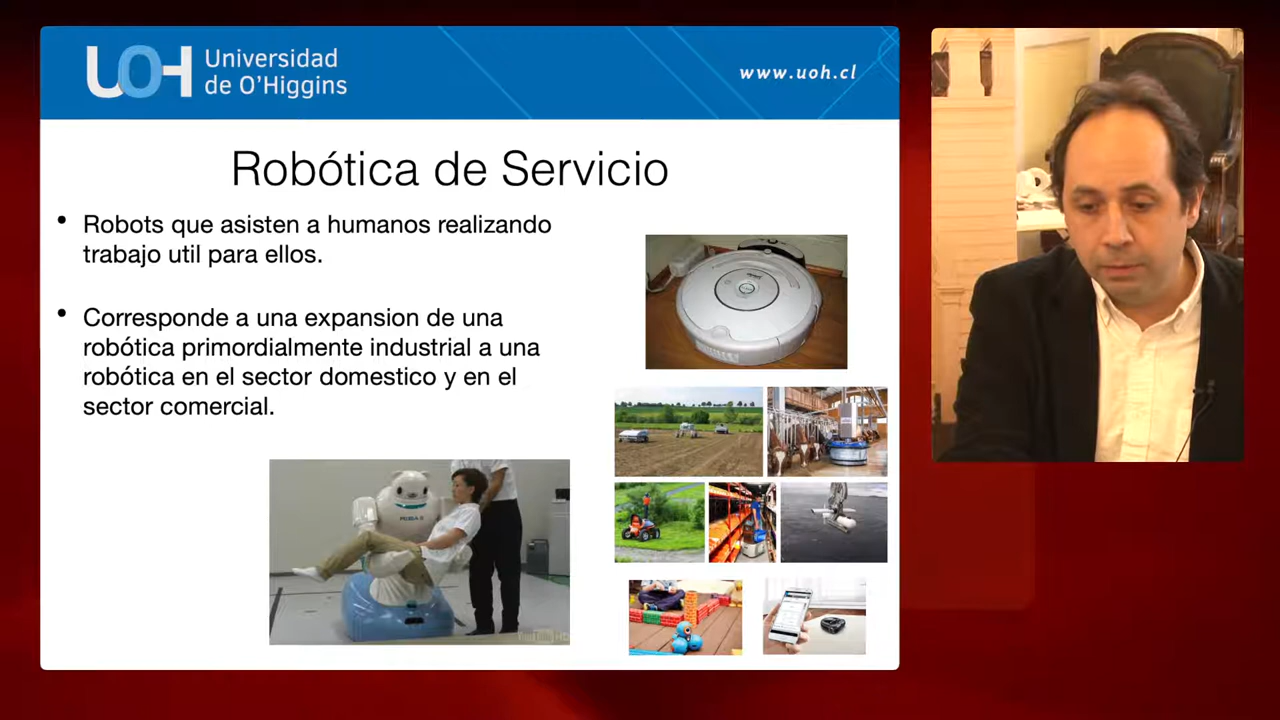 UOH Universidad
de O'Higgins
www.uoh.cl
Robótica de Servicio
• Robots que asisten a humanos realizando
trabajo util para ellos.
• Corresponde a una expansion de una
robótica primordialmente industrial a una
robótica en el sector domestico y en el
sector comercial.